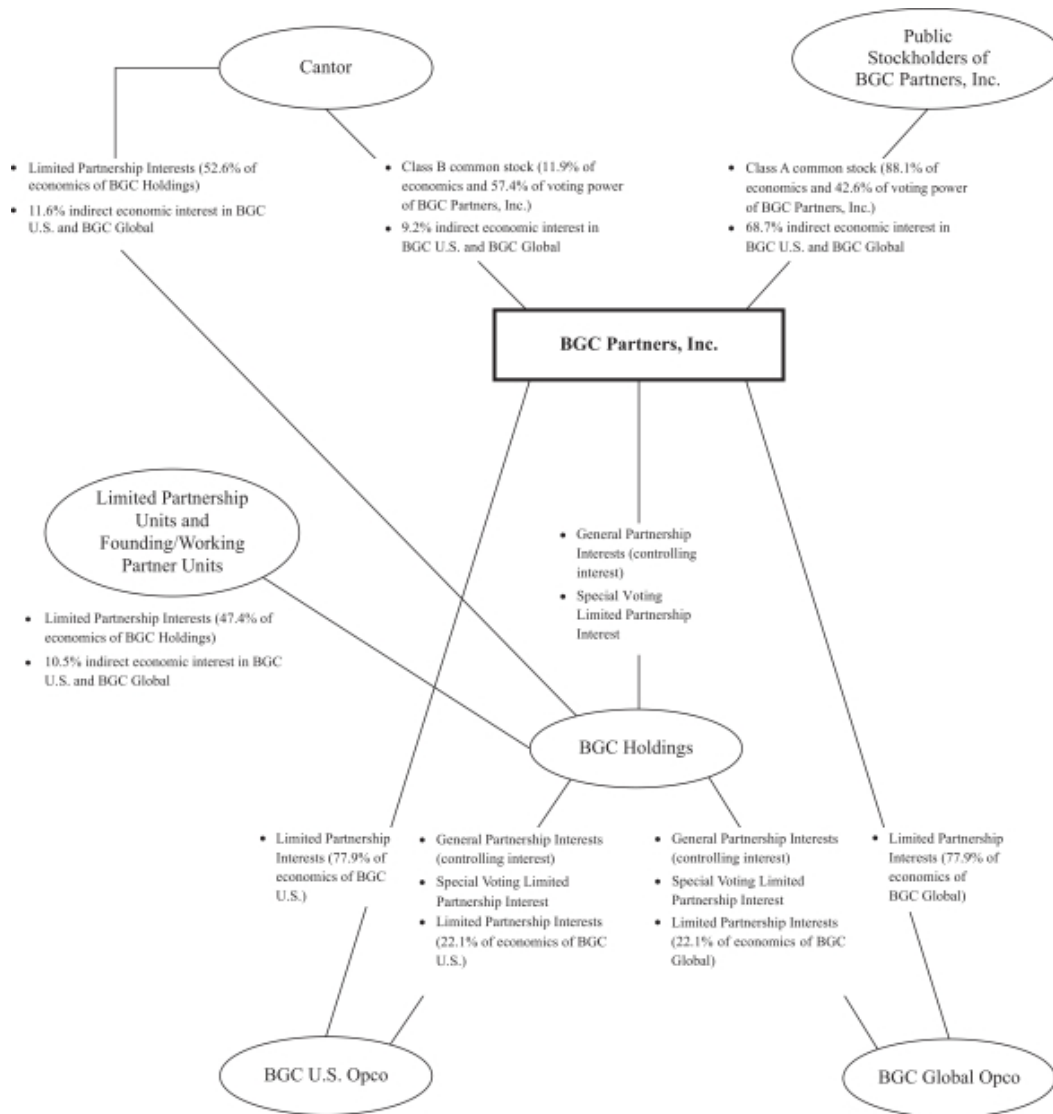 Cantor
Public
Stockholders of
BGC Partners, Inc.
• Limited Partnership Interests (52.6% of
economics of BGC Holdings)
• 11.6% indirect economic interest in BGC
U.S. and BGC Global
• Class B common stock (11.9% of
economics and 57.4% of voting power
of BGC Partners, Inc.)
• 9.2% indirect economic interest in
BGC U.S. and BGC Global
• Class A common stock (88.1% of
economics and 42.6% of voting power
of BGC Partners, Inc.)
• 68.7% indirect economic interest in
BGC U.S. and BGC Global
BGC Partners, Inc.
Limited Partnership
Units and
Founding/Working
Partner Units
• Limited Partnership Interests (47.4% of
economics of BGC Holdings)
• 10.5% indirect economic interest in BGC
U.S. and BGC Global
• General Partnership
Interests (controlling
interest)
• Special Voting
Limited Partnership
Interest
BGC Holdings
• Limited Partnership
Interests (77.9% of
economics of BGC
U.S.)
• General Partnership Interests
(controlling interest)
• Special Voting Limited
Partnership Interest
• Limited Partnership Interests
(22.1% of economics of BGC
U.S.)
• General Partnership Interests
(controlling interest)
• Special Voting Limited
Partnership Interest
• Limited Partnership Interests
(22.1% of economics of BGC
Global)
• Limited Partnership
Interests (77.9% of
economics of
BGC Global)
BGC U.S. Opco
BGC Global Opco